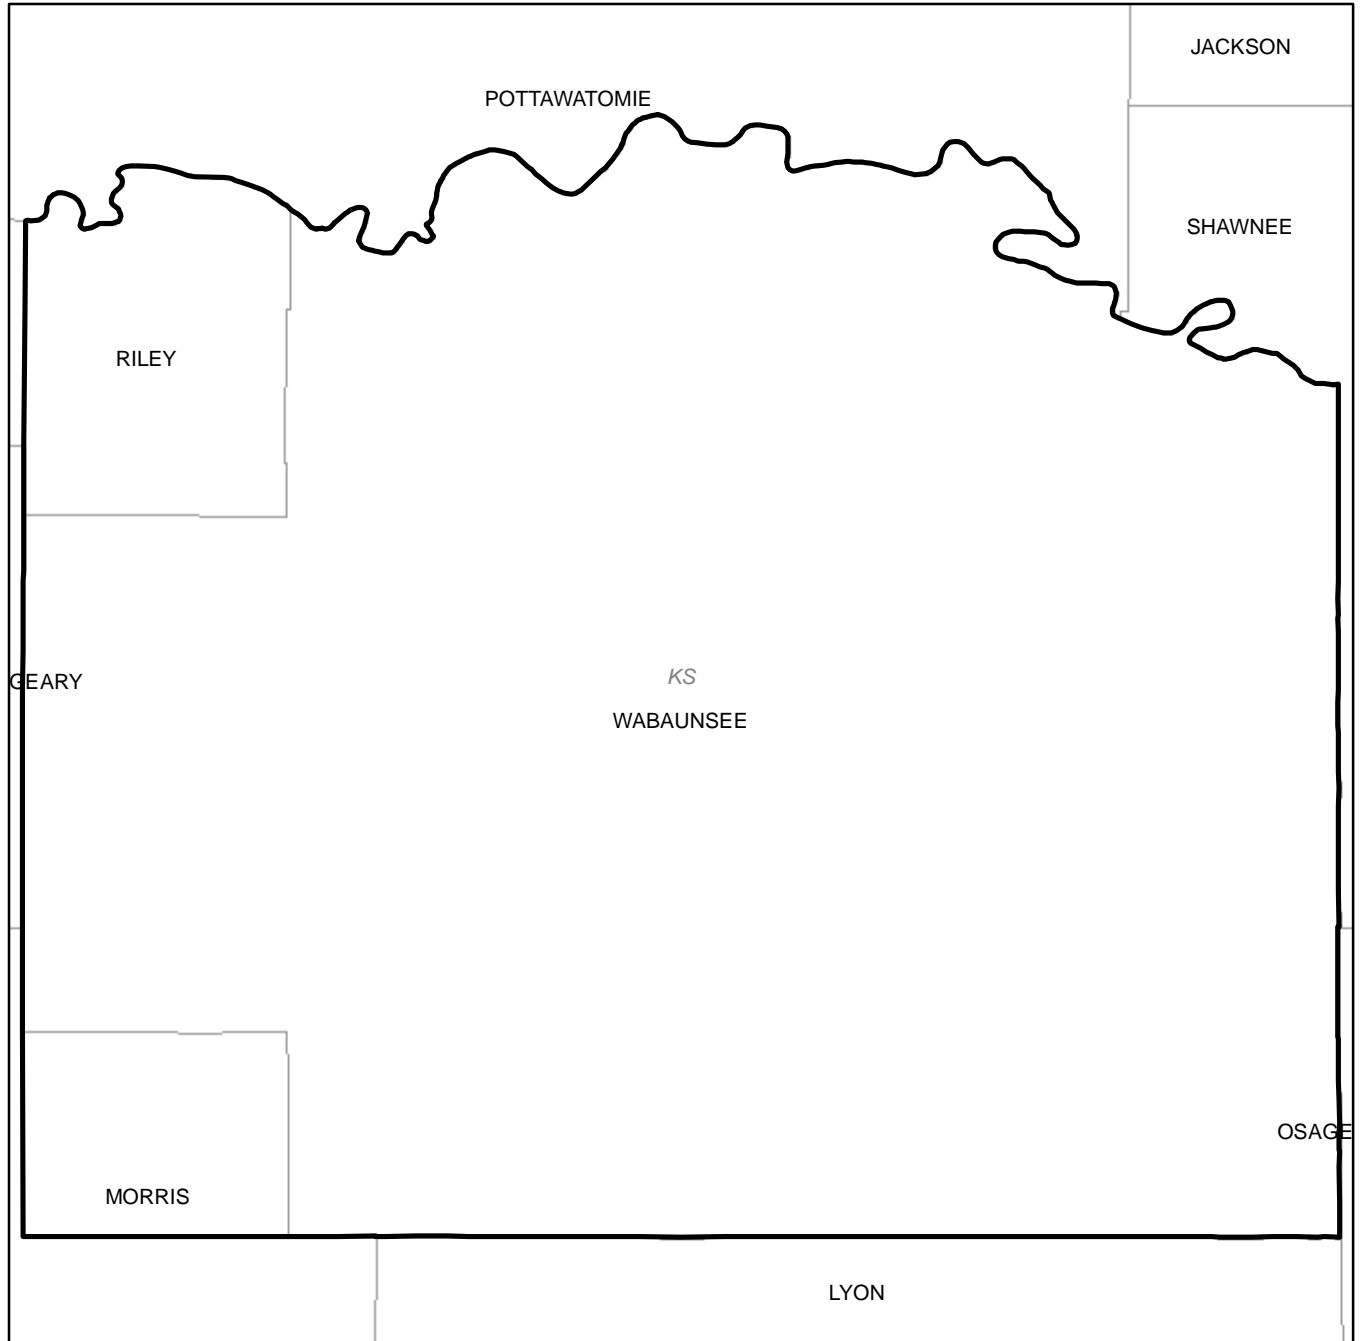 JACKSON
POTTAWATOMIE
SHAWNEE
RILEY
KS
GEARY
WABAUNSEE
OSAGE
MORRIS
LYON